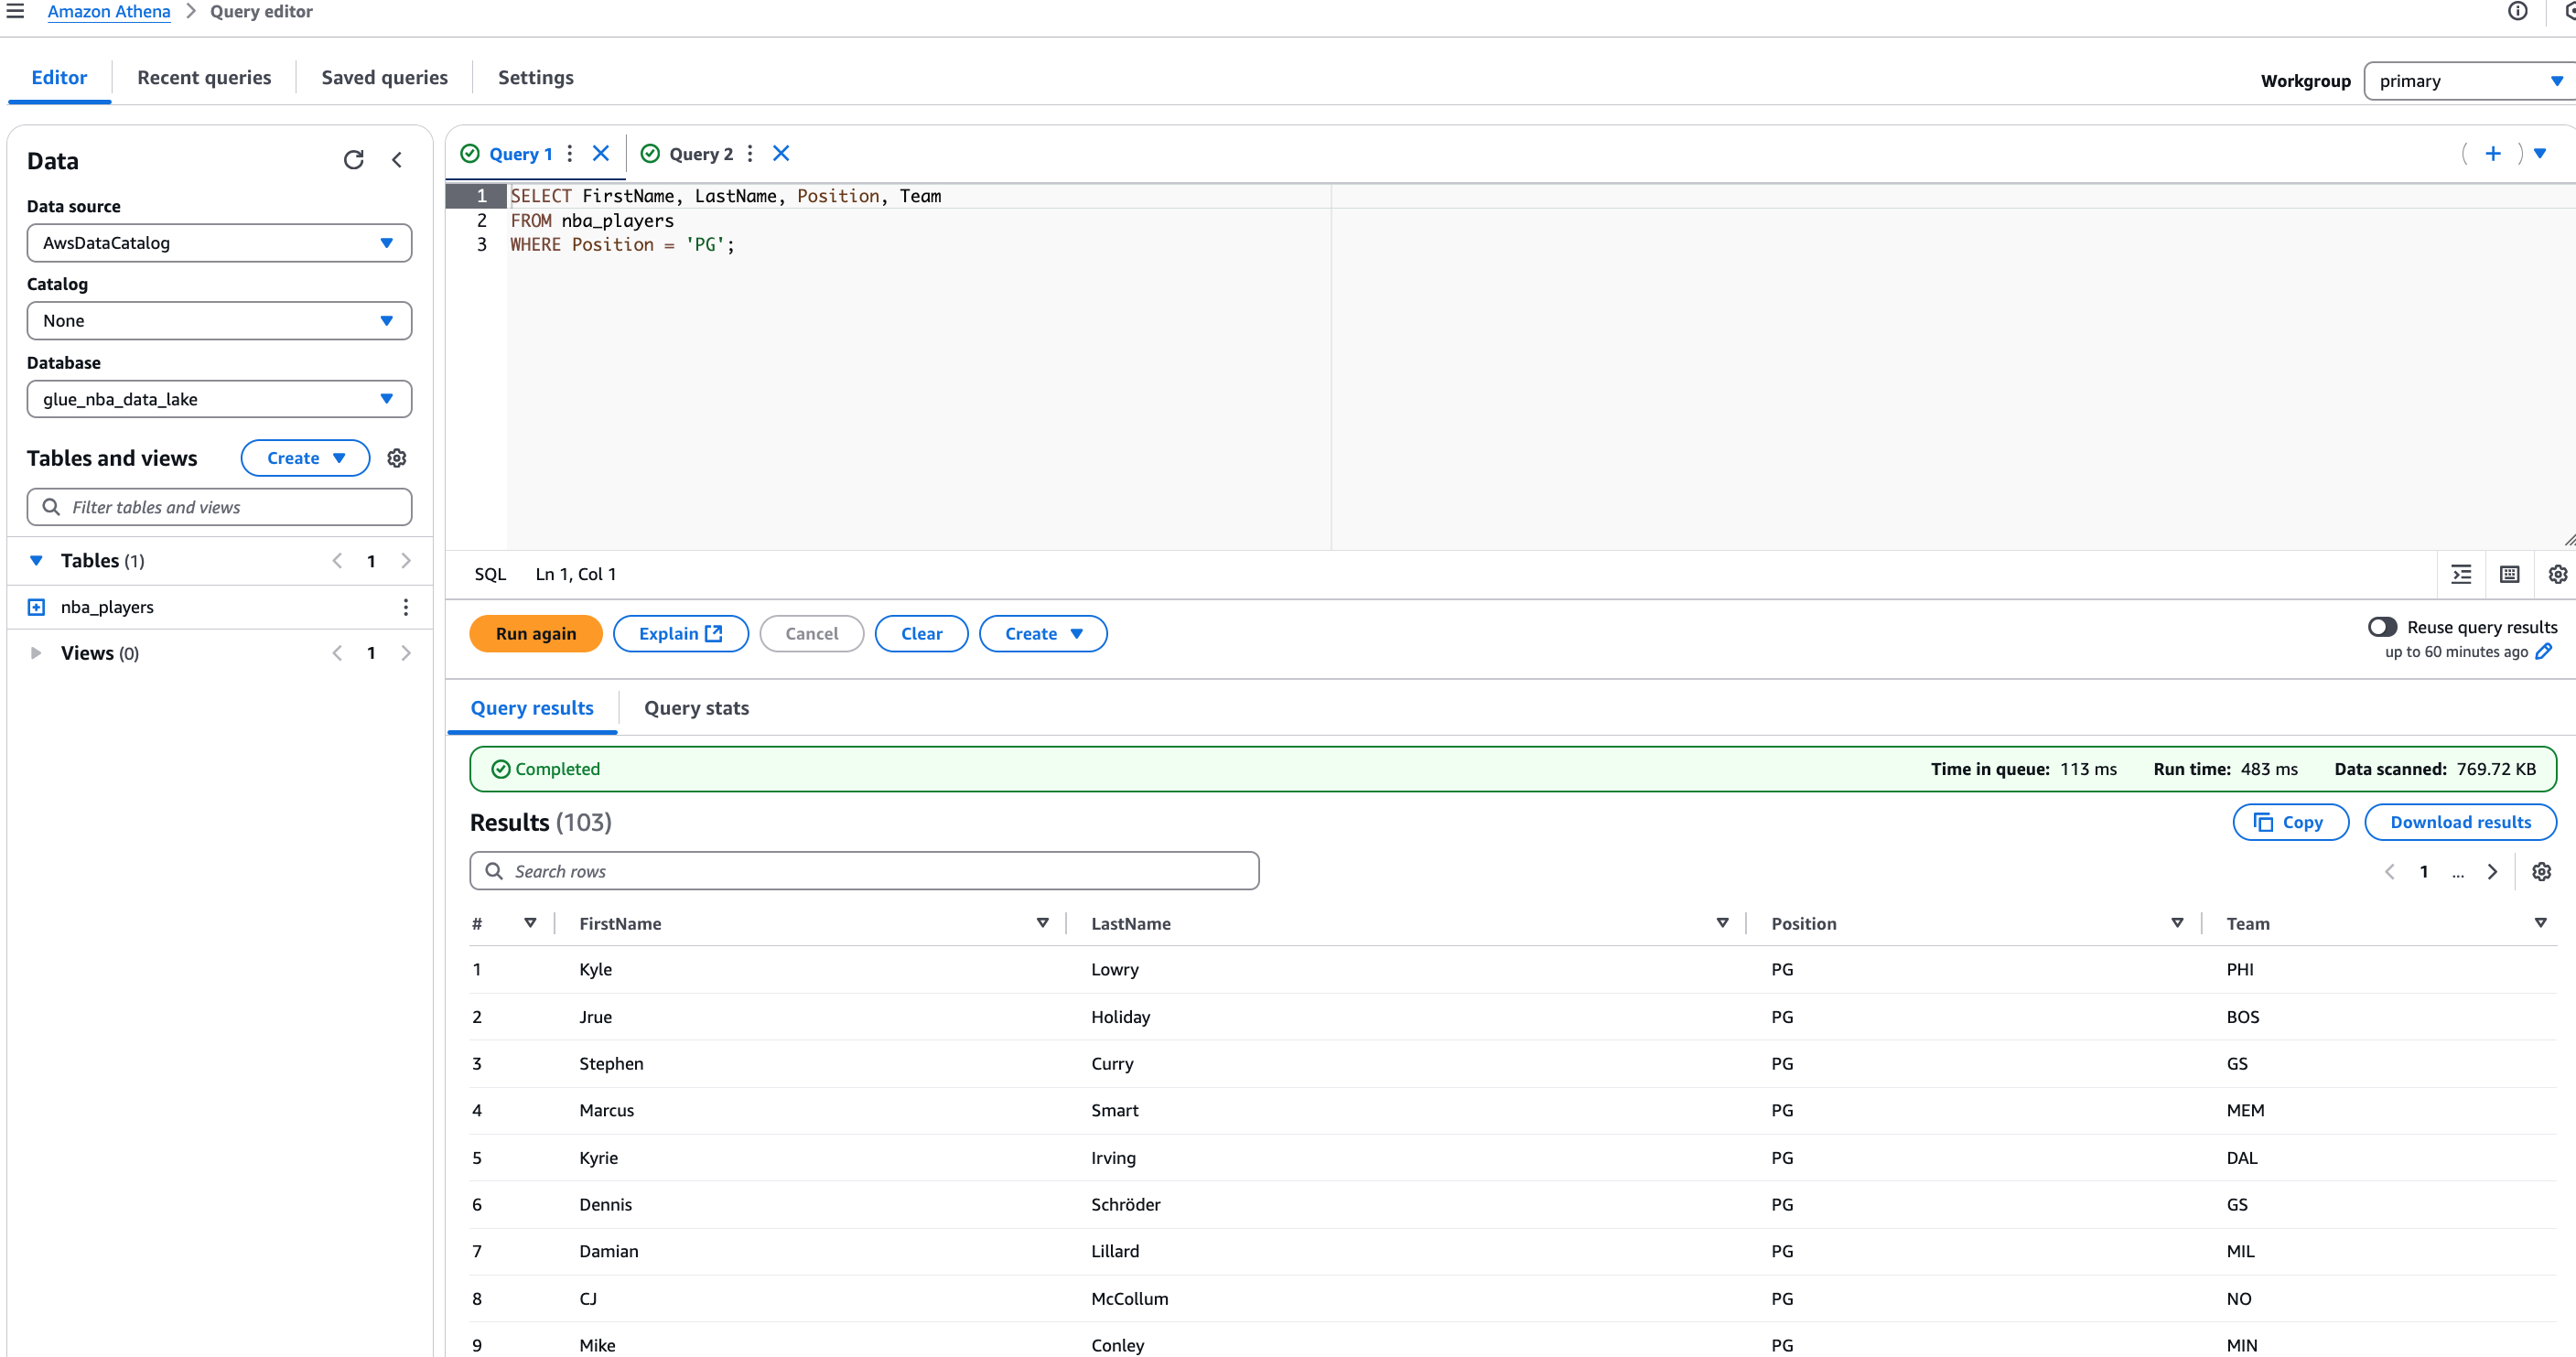 Amazon Athena > Query editor
Editor Recent queries Saved queries Settings
Workgroup primary
Data
Data source
AwsDataCatalog
Catalog
None
Database
glue_nba_data_lake
Tables and views Create
Filter tables and views
Tables (1) < 1 >
nba_players
Views (0) < 1 >
Query 1 Query 2
1 SELECT FirstName, LastName, Position, Team
2 FROM nba_players
3 WHERE Position = 'PG';
SQL Ln 1, Col 1
Run again Explain Cancel Clear Create
Reuse query results
up to 60 minutes ago
Query results Query stats
Completed Time in queue: 113 ms Run time: 483 ms Data scanned: 769.72 KB
Results (103) Copy Download results
Search rows < 1 ... >
# FirstName LastName Position Team
1 Kyle Lowry PG PHI
2 Jrue Holiday PG BOS
3 Stephen Curry PG GS
4 Marcus Smart PG MEM
5 Kyrie Irving PG DAL
6 Dennis Schröder PG GS
7 Damian Lillard PG MIL
8 CJ McCollum PG NO
9 Mike Conley PG MIN